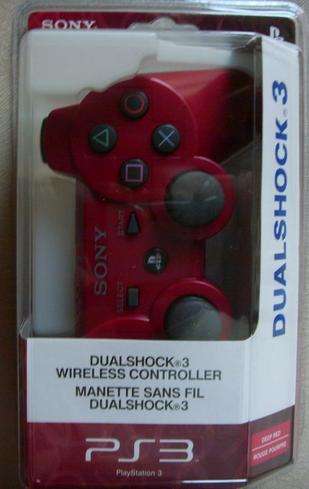 SONY
DUALSHOCK®3
START
SONY
SELECT
DUALSHOCK®3
WIRELESS CONTROLLER
MANETTE SANS FIL
DUALSHOCK®3
DEEP RED
ROUGE POURPRE
PS3
PlayStation 3